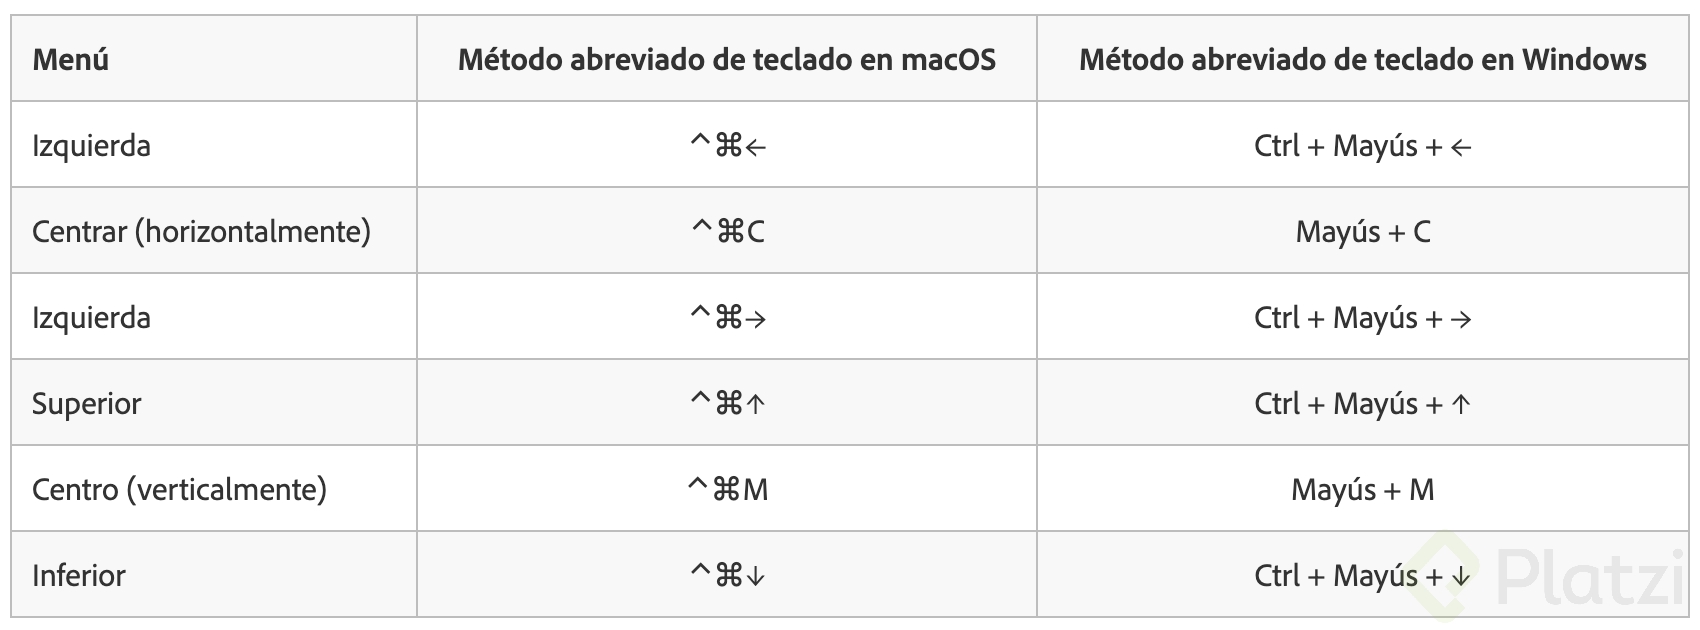 Menú Método abreviado de teclado en macOS Método abreviado de teclado en Windows
Izquierda ^⌘← Ctrl + Mayús + ←
Centrar (horizontalmente) ^⌘C Mayús + C
Izquierda ^⌘→ Ctrl + Mayús + →
Superior ^⌘↑ Ctrl + Mayús + ↑
Centro (verticalmente) ^⌘M Mayús + M
Inferior ^⌘↓ Ctrl + Mayús + ↓
Platzi